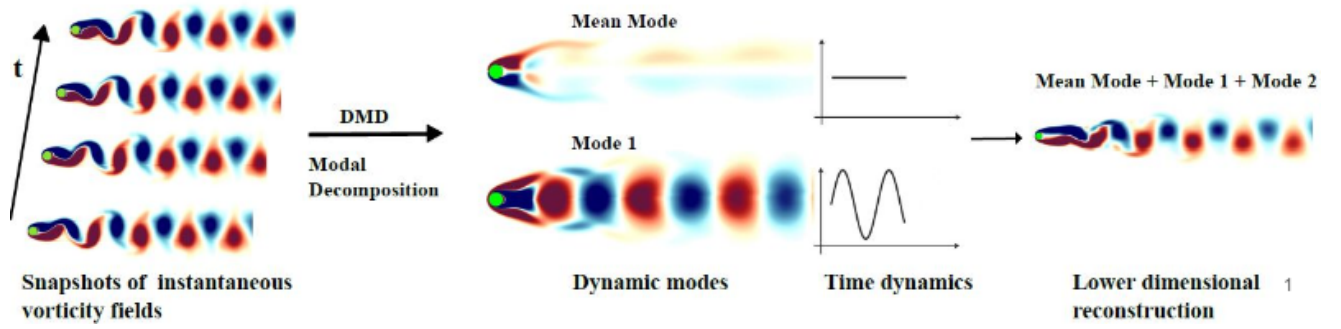 t
DMD
Modal
Decomposition
Mean Mode
Mode 1
Mean Mode + Mode 1 + Mode 2
Snapshots of instantaneous
vorticity fields
Dynamic modes
Time dynamics
Lower dimensional
reconstruction
1